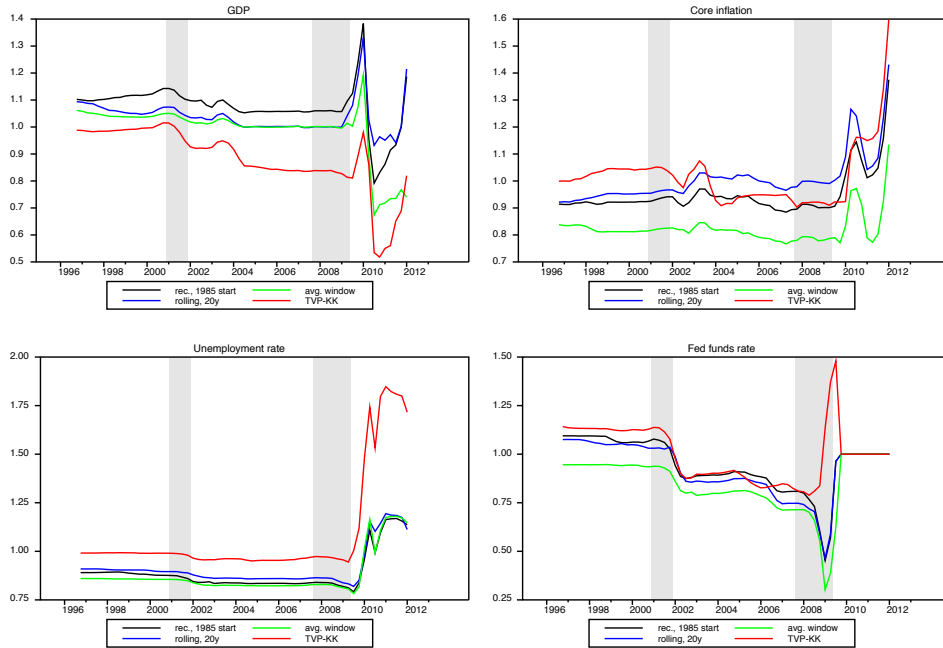 GDP
1.4
1.3
1.2
1.1
1.0
0.9
0.8
0.7
0.6
0.5
1996 1998 2000 2002 2004 2006 2008 2010 2012
rec., 1985 start avg. window
rolling, 20y TVP-KK
Core inflation
1.6
1.5
1.4
1.3
1.2
1.1
1.0
0.9
0.8
0.7
1996 1998 2000 2002 2004 2006 2008 2010 2012
rec., 1985 start avg. window
rolling, 20y TVP-KK
Unemployment rate
2.00
1.75
1.50
1.25
1.00
0.75
1996 1998 2000 2002 2004 2006 2008 2010 2012
rec., 1985 start avg. window
rolling, 20y TVP-KK
Fed funds rate
1.50
1.25
1.00
0.75
0.50
0.25
1996 1998 2000 2002 2004 2006 2008 2010 2012
rec., 1985 start avg. window
rolling, 20y TVP-KK